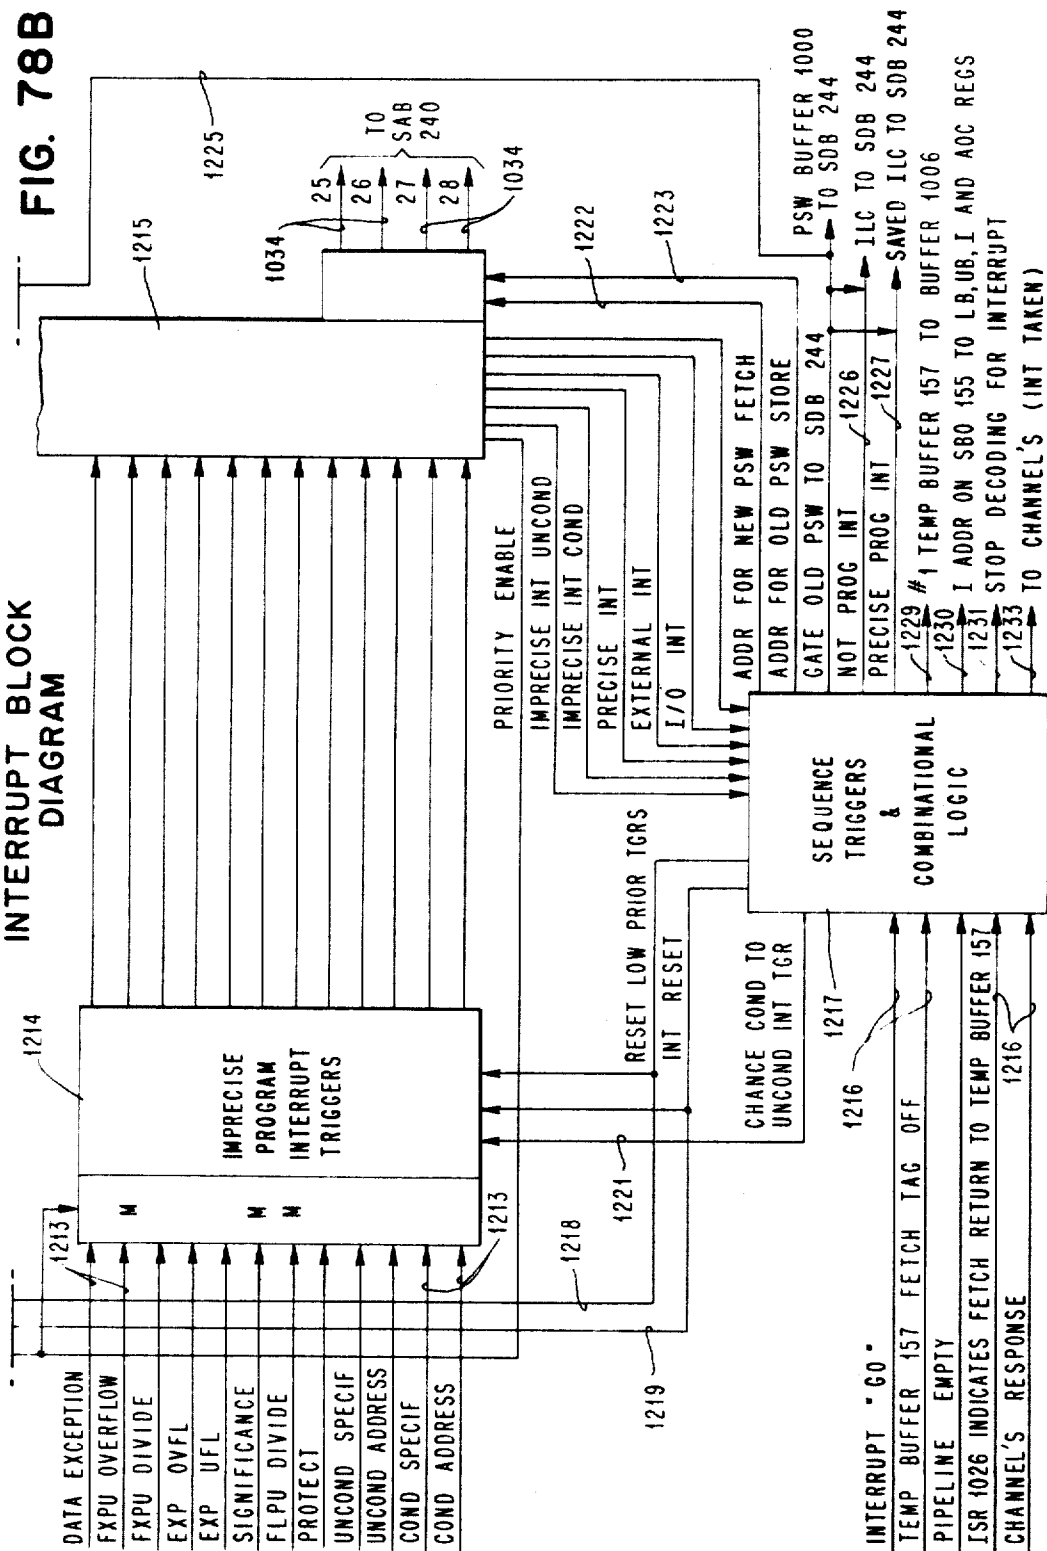 FIG. 78B
INTERRUPT BLOCK
DIAGRAM
1225
1215
1214
25
26
27
28
TO
SAB
240
1034
1034
1213
M
M
M
IMPRECISE
PROGRAM
INTERRUPT
TRIGGERS
1213
DATA EXCEPTION
FXPU OVERFLOW
FXPU DIVIDE
EXP OVFL
EXP UFL
SIGNIFICANCE
FLPU DIVIDE
PROTECT
UNCOND SPECIF
UNCOND ADDRESS
COND SPECIF
COND ADDRESS
1218
1219
1221
1222
1223
PRIORITY ENABLE
IMPRECISE INT UNCOND
IMPRECISE INT COND
PRECISE INT
EXTERNAL INT
I/O INT
RESET LOW PRIOR TGRS
INT RESET
CHANCE COND TO
UNCOND INT TGR
1217
SEQUENCE
TRIGGERS
&
COMBINATIONAL
LOGIC
ADDR FOR NEW PSW FETCH
ADDR FOR OLD PSW STORE
GATE OLD PSW TO SDB 244
NOT PROG INT 1226
PRECISE PROG INT 1227
PSW BUFFER 1000
TO SDB 244
ILC TO SDB 244
SAVED ILC TO SDB 244
1229 #1 TEMP BUFFER 157 TO BUFFER 1006
1230 I ADDR ON SBO 155 TO LB,UB,I AND AOC REGS
1231 STOP DECODING FOR INTERRUPT
1233 TO CHANNEL'S (INT TAKEN)
1216
INTERRUPT "GO"
TEMP BUFFER 157 FETCH TAG OFF
PIPELINE EMPTY
ISR 1026 INDICATES FETCH RETURN TO TEMP BUFFER 157
CHANNEL'S RESPONSE
1216